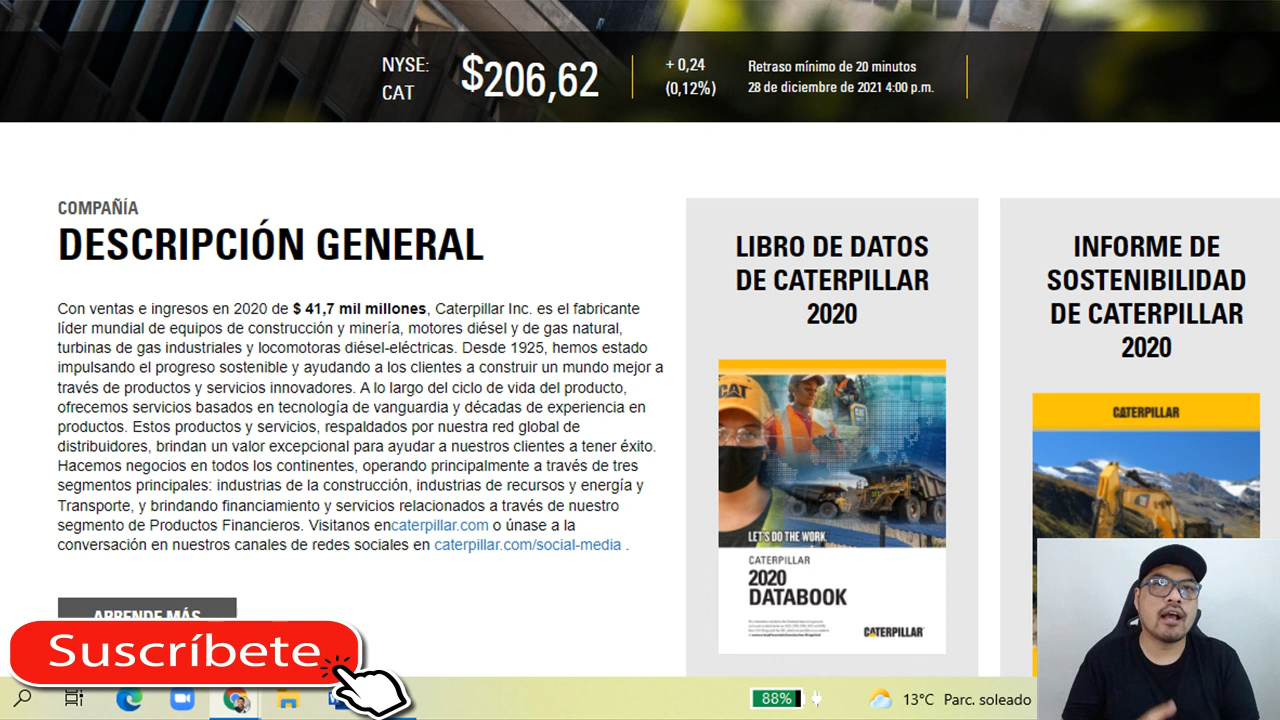 NYSE:
CAT
$206,62
+ 0,24
(0,12%)
Retraso mínimo de 20 minutos
28 de diciembre de 2021 4:00 p.m.
COMPAÑÍA
DESCRIPCIÓN GENERAL
Con ventas e ingresos en 2020 de $ 41,7 mil millones, Caterpillar Inc. es el fabricante
líder mundial de equipos de construcción y minería, motores diésel y de gas natural,
turbinas de gas industriales y locomotoras diésel-eléctricas. Desde 1925, hemos estado
impulsando el progreso sostenible y ayudando a los clientes a construir un mundo mejor a
través de productos y servicios innovadores. A lo largo del ciclo de vida del producto,
ofrecemos servicios basados en tecnología de vanguardia y décadas de experiencia en
productos. Estos productos y servicios, respaldados por nuestra red global de
distribuidores, brindan un valor excepcional para ayudar a nuestros clientes a tener éxito.
Hacemos negocios en todos los continentes, operando principalmente a través de tres
segmentos principales: industrias de la construcción, industrias de recursos y energía y
Transporte, y brindando financiamiento y servicios relacionados a través de nuestro
segmento de Productos Financieros. Visitanos encaterpillar.com o únase a la
conversación en nuestros canales de redes sociales en caterpillar.com/social-media .
APRENDE MÁS
LIBRO DE DATOS
DE CATERPILLAR
2020
CAT
LET'S DO THE WORK.
CATERPILLAR
2020
DATABOOK
CATERPILLAR
INFORME DE
SOSTENIBILIDAD
DE CATERPILLAR
2020
CATERPILLAR
Suscríbete
88%
13°C Parc. soleado